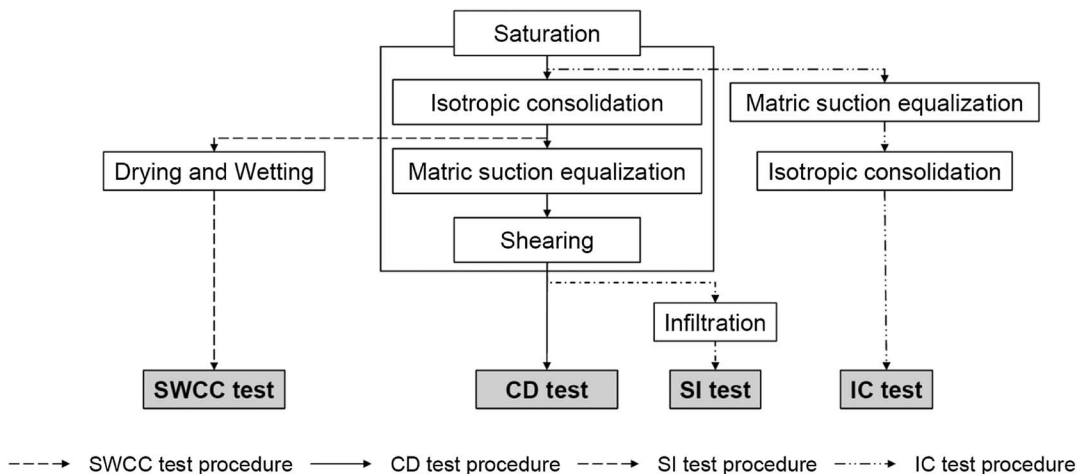 Saturation
Isotropic consolidation
Matric suction equalization
Drying and Wetting
Matric suction equalization
Isotropic consolidation
Shearing
Infiltration
SWCC test
CD test
SI test
IC test
SWCC test procedure
CD test procedure
SI test procedure
IC test procedure